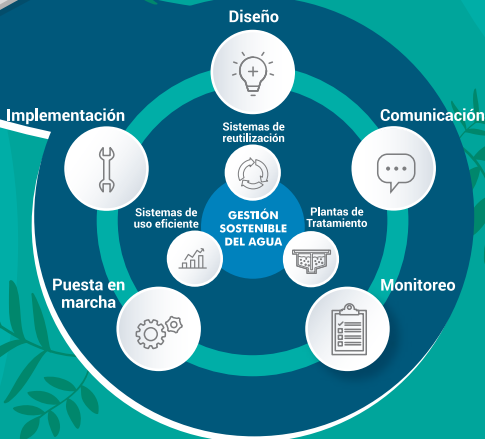 Diseño
Implementación
Comunicación
Sistemas de
reutilización
Sistemas de
uso eficiente
GESTIÓN
SOSTENIBLE
DEL AGUA
Plantas de
Tratamiento
Puesta en
marcha
Monitoreo